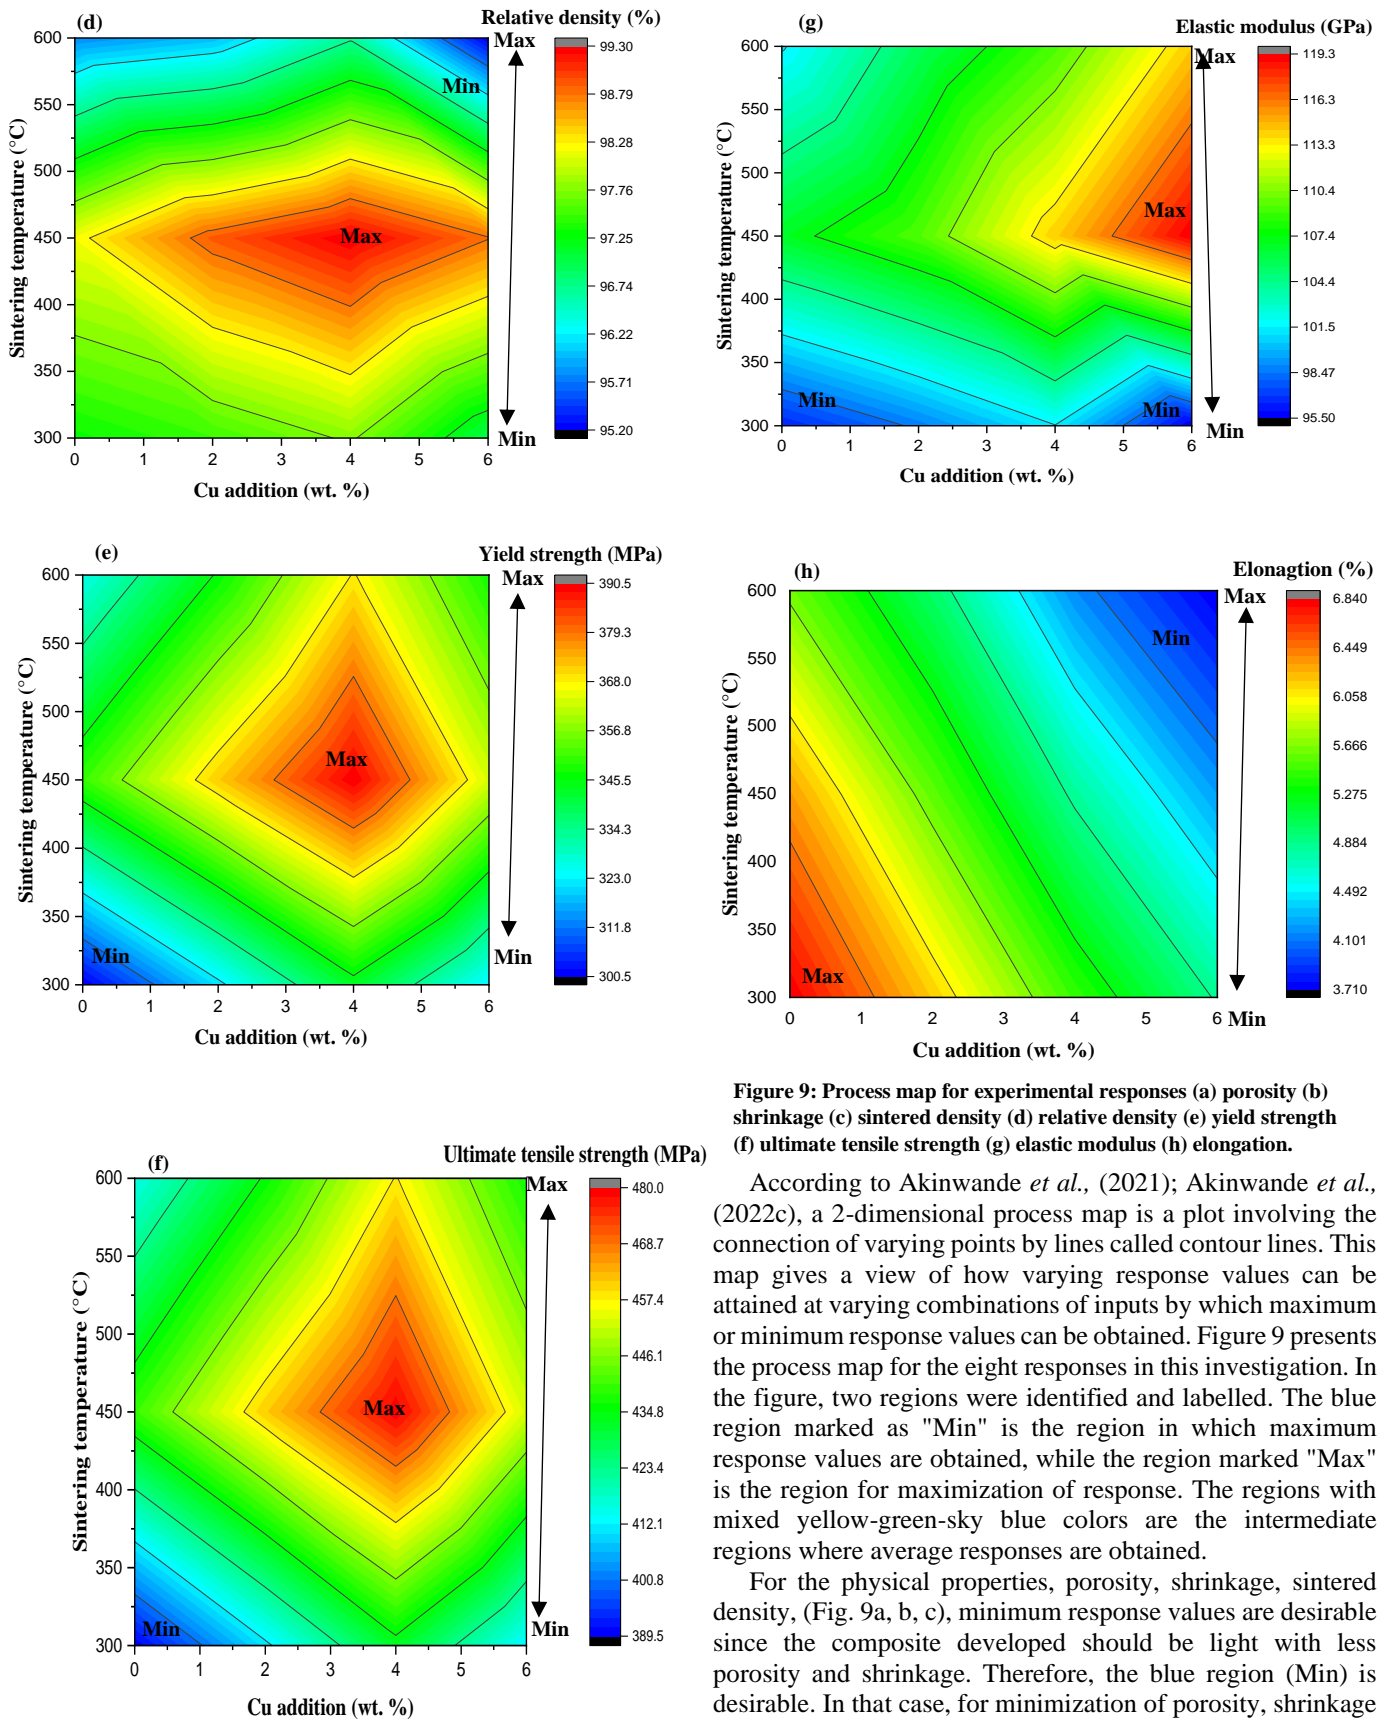 (d)
Relative density (%)
Max
600
550
500
450
400
350
300
Sintering temperature (°C)
Min
Max
Min
0 1 2 3 4 5 6
Cu addition (wt. %)
99.30
98.79
98.28
97.76
97.25
96.74
96.22
95.71
95.20
(g)
Elastic modulus (GPa)
Max
600
550
500
450
400
350
300
Sintering temperature (°C)
Max
Min
Min
Min
0 1 2 3 4 5 6
Cu addition (wt. %)
119.3
116.3
113.3
110.4
107.4
104.4
101.5
98.47
95.50
(e)
Yield strength (MPa)
Max
600
550
500
450
400
350
300
Sintering temperature (°C)
Max
Min
Min
0 1 2 3 4 5 6
Cu addition (wt. %)
390.5
379.3
368.0
356.8
345.5
334.3
323.0
311.8
300.5
(h)
Elonagtion (%)
Max
600
550
500
450
400
350
300
Sintering temperature (°C)
Min
Max
0 1 2 3 4 5 6 Min
Cu addition (wt. %)
6.840
6.449
6.058
5.666
5.275
4.884
4.492
4.101
3.710
(f)
Ultimate tensile strength (MPa)
Max
600
550
500
450
400
350
300
Sintering temperature (°C)
Max
Min
Min
0 1 2 3 4 5 6
Cu addition (wt. %)
480.0
468.7
457.4
446.1
434.8
423.4
412.1
400.8
389.5
Figure 9: Process map for experimental responses (a) porosity (b)
shrinkage (c) sintered density (d) relative density (e) yield strength
(f) ultimate tensile strength (g) elastic modulus (h) elongation.
According to Akinwande et al., (2021); Akinwande et al.,
(2022c), a 2-dimensional process map is a plot involving the
connection of varying points by lines called contour lines. This
map gives a view of how varying response values can be
attained at varying combinations of inputs by which maximum
or minimum response values can be obtained. Figure 9 presents
the process map for the eight responses in this investigation. In
the figure, two regions were identified and labelled. The blue
region marked as "Min" is the region in which maximum
response values are obtained, while the region marked "Max"
is the region for maximization of response. The regions with
mixed yellow-green-sky blue colors are the intermediate
regions where average responses are obtained.
For the physical properties, porosity, shrinkage, sintered
density, (Fig. 9a, b, c), minimum response values are desirable
since the composite developed should be light with less
porosity and shrinkage. Therefore, the blue region (Min) is
desirable. In that case, for minimization of porosity, shrinkage